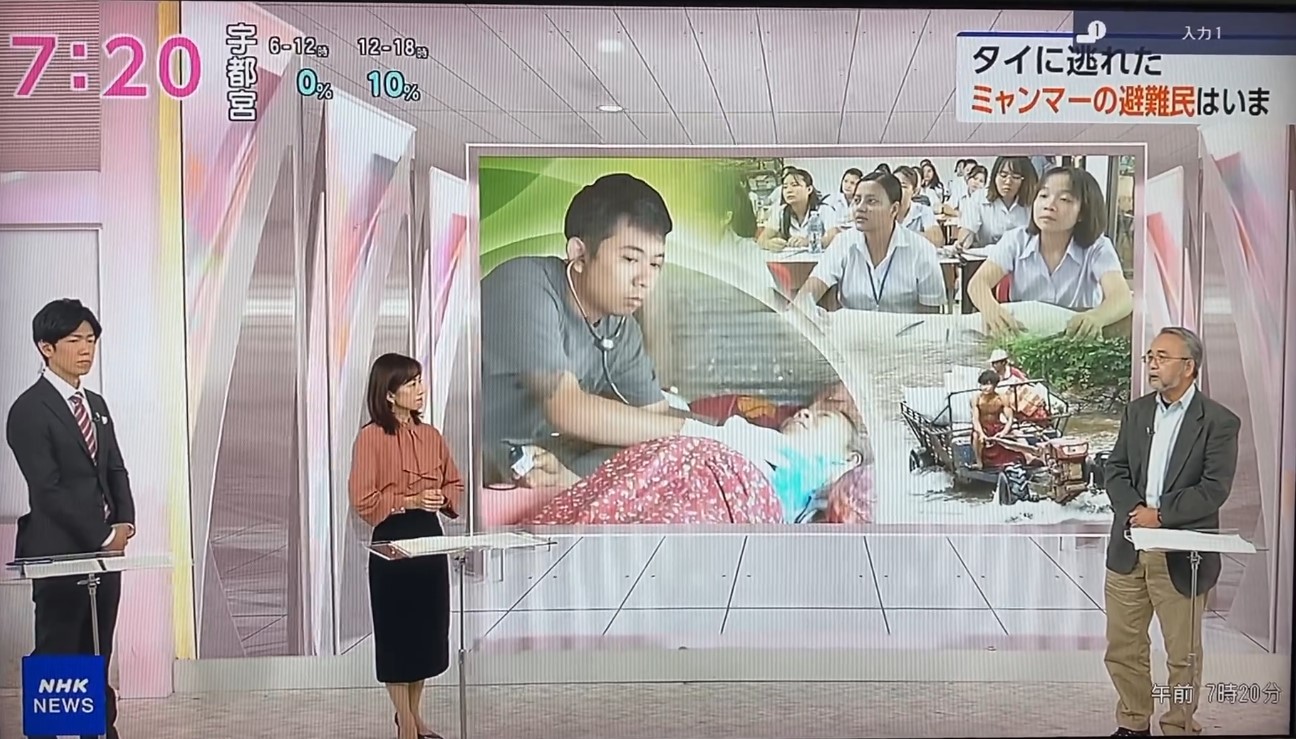 7:20
宇都宮
6-12時 12-18時
0% 10%
1
入力1
タイに逃れた
ミャンマーの避難民はいま
NHK
NEWS
午前 7時20分